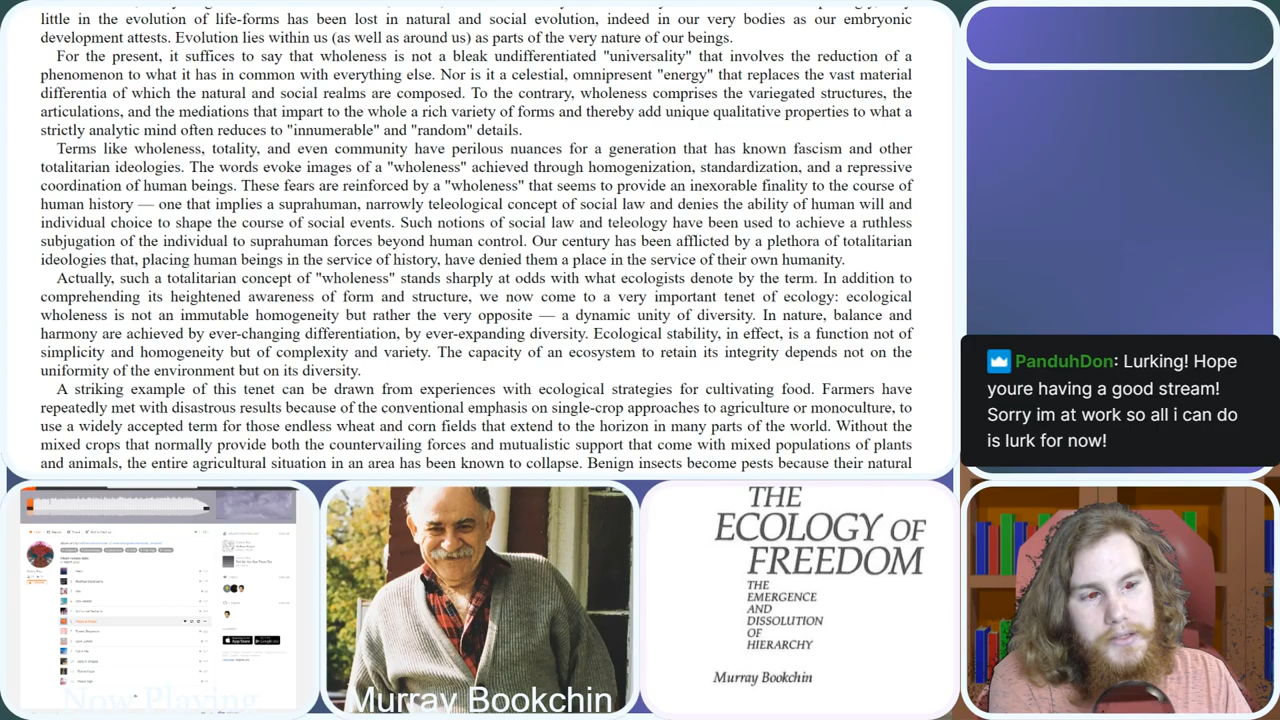 little in the evolution of life-forms has been lost in natural and social evolution, indeed in our very bodies as our embryonic
development attests. Evolution lies within us (as well as around us) as parts of the very nature of our beings.
For the present, it suffices to say that wholeness is not a bleak undifferentiated "universality" that involves the reduction of a
phenomenon to what it has in common with everything else. Nor is it a celestial, omnipresent "energy" that replaces the vast material
differentia of which the natural and social realms are composed. To the contrary, wholeness comprises the variegated structures, the
articulations, and the mediations that impart to the whole a rich variety of forms and thereby add unique qualitative properties to what a
strictly analytic mind often reduces to "innumerable" and "random" details.
Terms like wholeness, totality, and even community have perilous nuances for a generation that has known fascism and other
totalitarian ideologies. The words evoke images of a "wholeness" achieved through homogenization, standardization, and a repressive
coordination of human beings. These fears are reinforced by a "wholeness" that seems to provide an inexorable finality to the course of
human history — one that implies a suprahuman, narrowly teleological concept of social law and denies the ability of human will and
individual choice to shape the course of social events. Such notions of social law and teleology have been used to achieve a ruthless
subjugation of the individual to suprahuman forces beyond human control. Our century has been afflicted by a plethora of totalitarian
ideologies that, placing human beings in the service of history, have denied them a place in the service of their own humanity.
Actually, such a totalitarian concept of "wholeness" stands sharply at odds with what ecologists denote by the term. In addition to
comprehending its heightened awareness of form and structure, we now come to a very important tenet of ecology: ecological
wholeness is not an immutable homogeneity but rather the very opposite — a dynamic unity of diversity. In nature, balance and
harmony are achieved by ever-changing differentiation, by ever-expanding diversity. Ecological stability, in effect, is a function not of
simplicity and homogeneity but of complexity and variety. The capacity of an ecosystem to retain its integrity depends not on the
uniformity of the environment but on its diversity.
A striking example of this tenet can be drawn from experiences with ecological strategies for cultivating food. Farmers have
repeatedly met with disastrous results because of the conventional emphasis on single-crop approaches to agriculture or monoculture, to
use a widely accepted term for those endless wheat and corn fields that extend to the horizon in many parts of the world. Without the
mixed crops that normally provide both the countervailing forces and mutualistic support that come with mixed populations of plants
and animals, the entire agricultural situation in an area has been known to collapse. Benign insects become pests because their natural
PanduhDon: Lurking! Hope
youre having a good stream!
Sorry im at work so all i can do
is lurk for now!
Now Playing
Murray Bookchin
THE
ECOLOGY OF
FREEDOM
THE
EMERGENCE
AND
DISSOLUTION
OF
HIERARCHY
Murray Bookchin